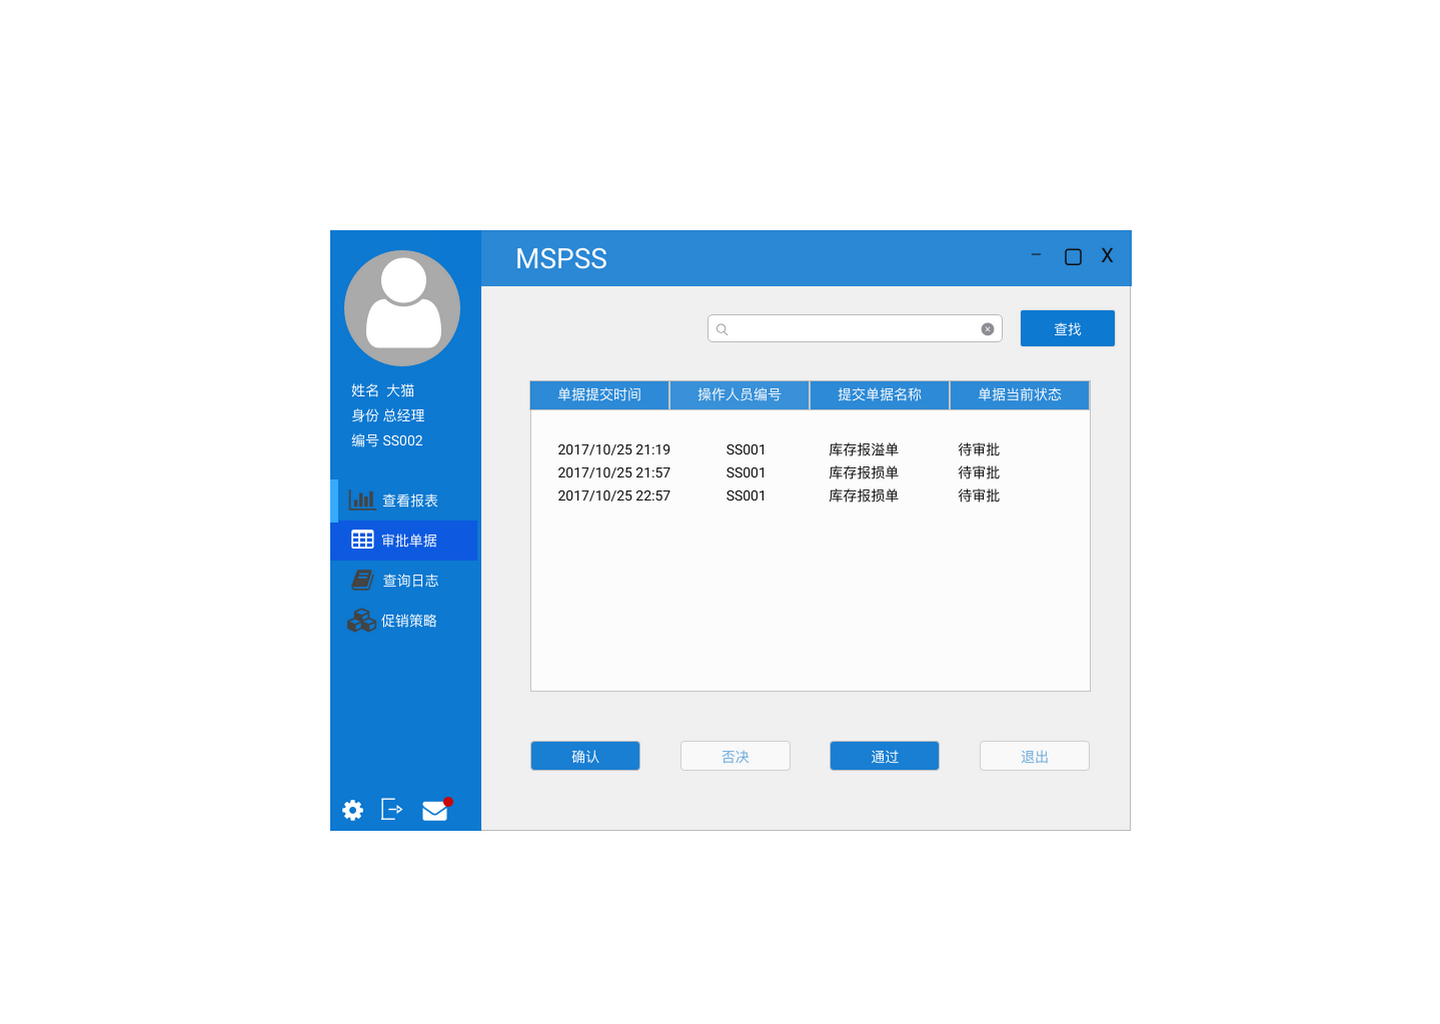 MSPSS
X
姓名 大猫
身份 总经理
编号 SS002
查看报表
审批单据
查询日志
促销策略
查找
单据提交时间 操作人员编号 提交单据名称 单据当前状态
2017/10/25 21:19 SS001 库存报溢单 待审批
2017/10/25 21:57 SS001 库存报损单 待审批
2017/10/25 22:57 SS001 库存报损单 待审批
确认 否决 通过 退出